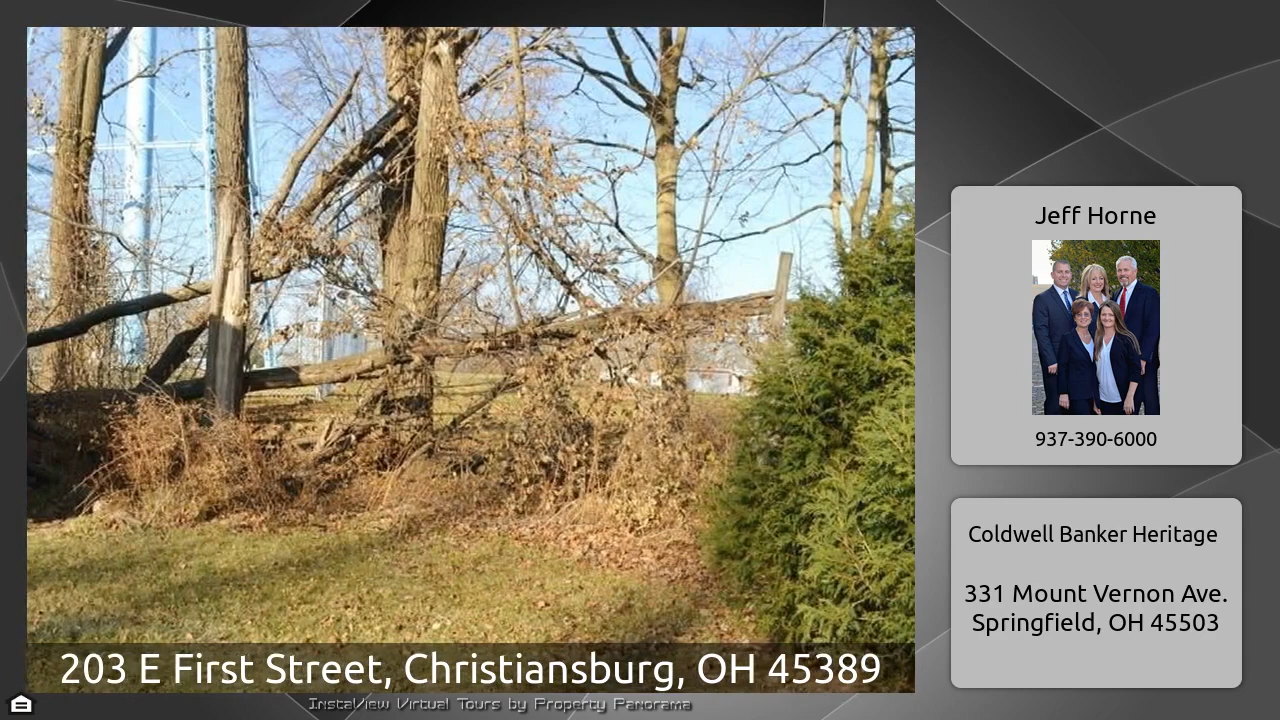 203 E First Street, Christiansburg, OH 45389
InstaView Virtual Tours by Property Panorama
Jeff Horne
937-390-6000
Coldwell Banker Heritage
331 Mount Vernon Ave.
Springfield, OH 45503